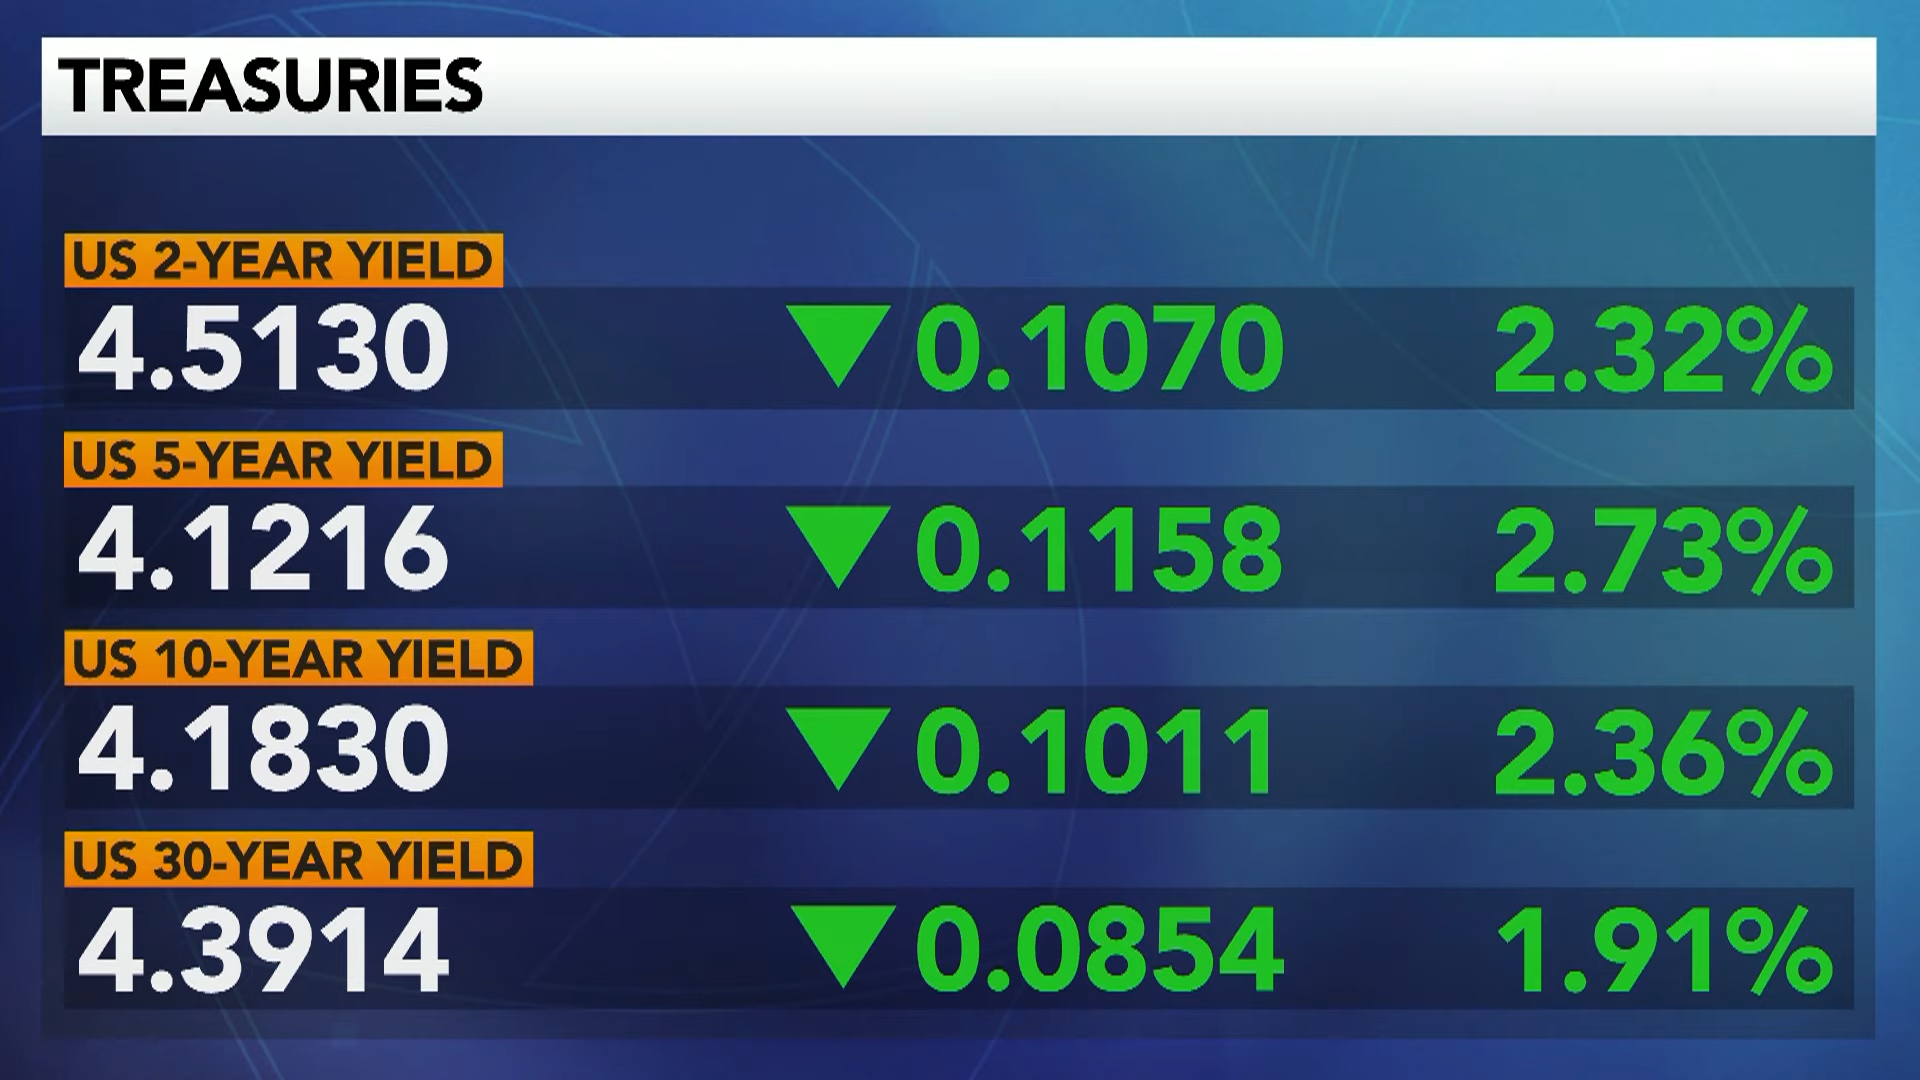 TREASURIES
US 2-YEAR YIELD
4.5130 ▼ 0.1070 2.32%
US 5-YEAR YIELD
4.1216 ▼ 0.1158 2.73%
US 10-YEAR YIELD
4.1830 ▼ 0.1011 2.36%
US 30-YEAR YIELD
4.3914 ▼ 0.0854 1.91%